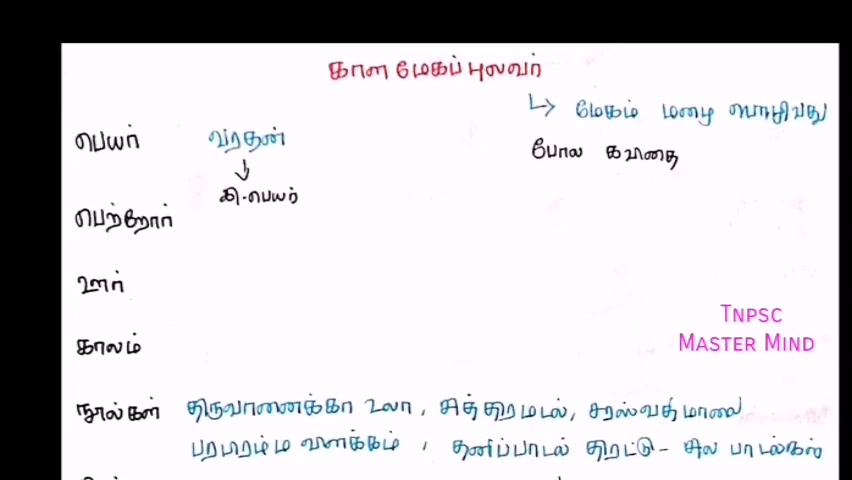 காள மேகப் புலவர்
↳ மேகம் மழை பொழிவது
பெயர் வரதன்
போல கவிதை
↓
இ.பெயர்
பெற்றோர்
ஊர்
காலம்
TNPSC
MASTER MIND
நூல்கள் திருவானைக்கா உலா, சித்திரமடல், சரஸ்வதிமாலை
பரபிரம்ம விளக்கம், தனிப்பாடல் திரட்டு - சில பாடல்கள்